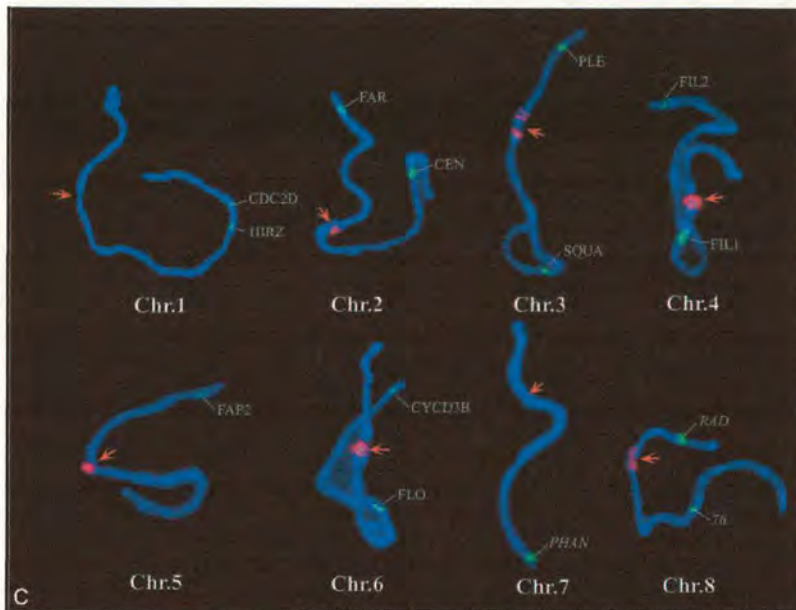 PLE
FIL2
FAR
CEN
CDC2D
HIRZ
SQUA
FIL1
Chr.1
Chr.2
Chr.3
Chr.4
FAP2
CYCD3B
RAD
FLO
76
PHAN
Chr.5
Chr.6
Chr.7
Chr.8
C